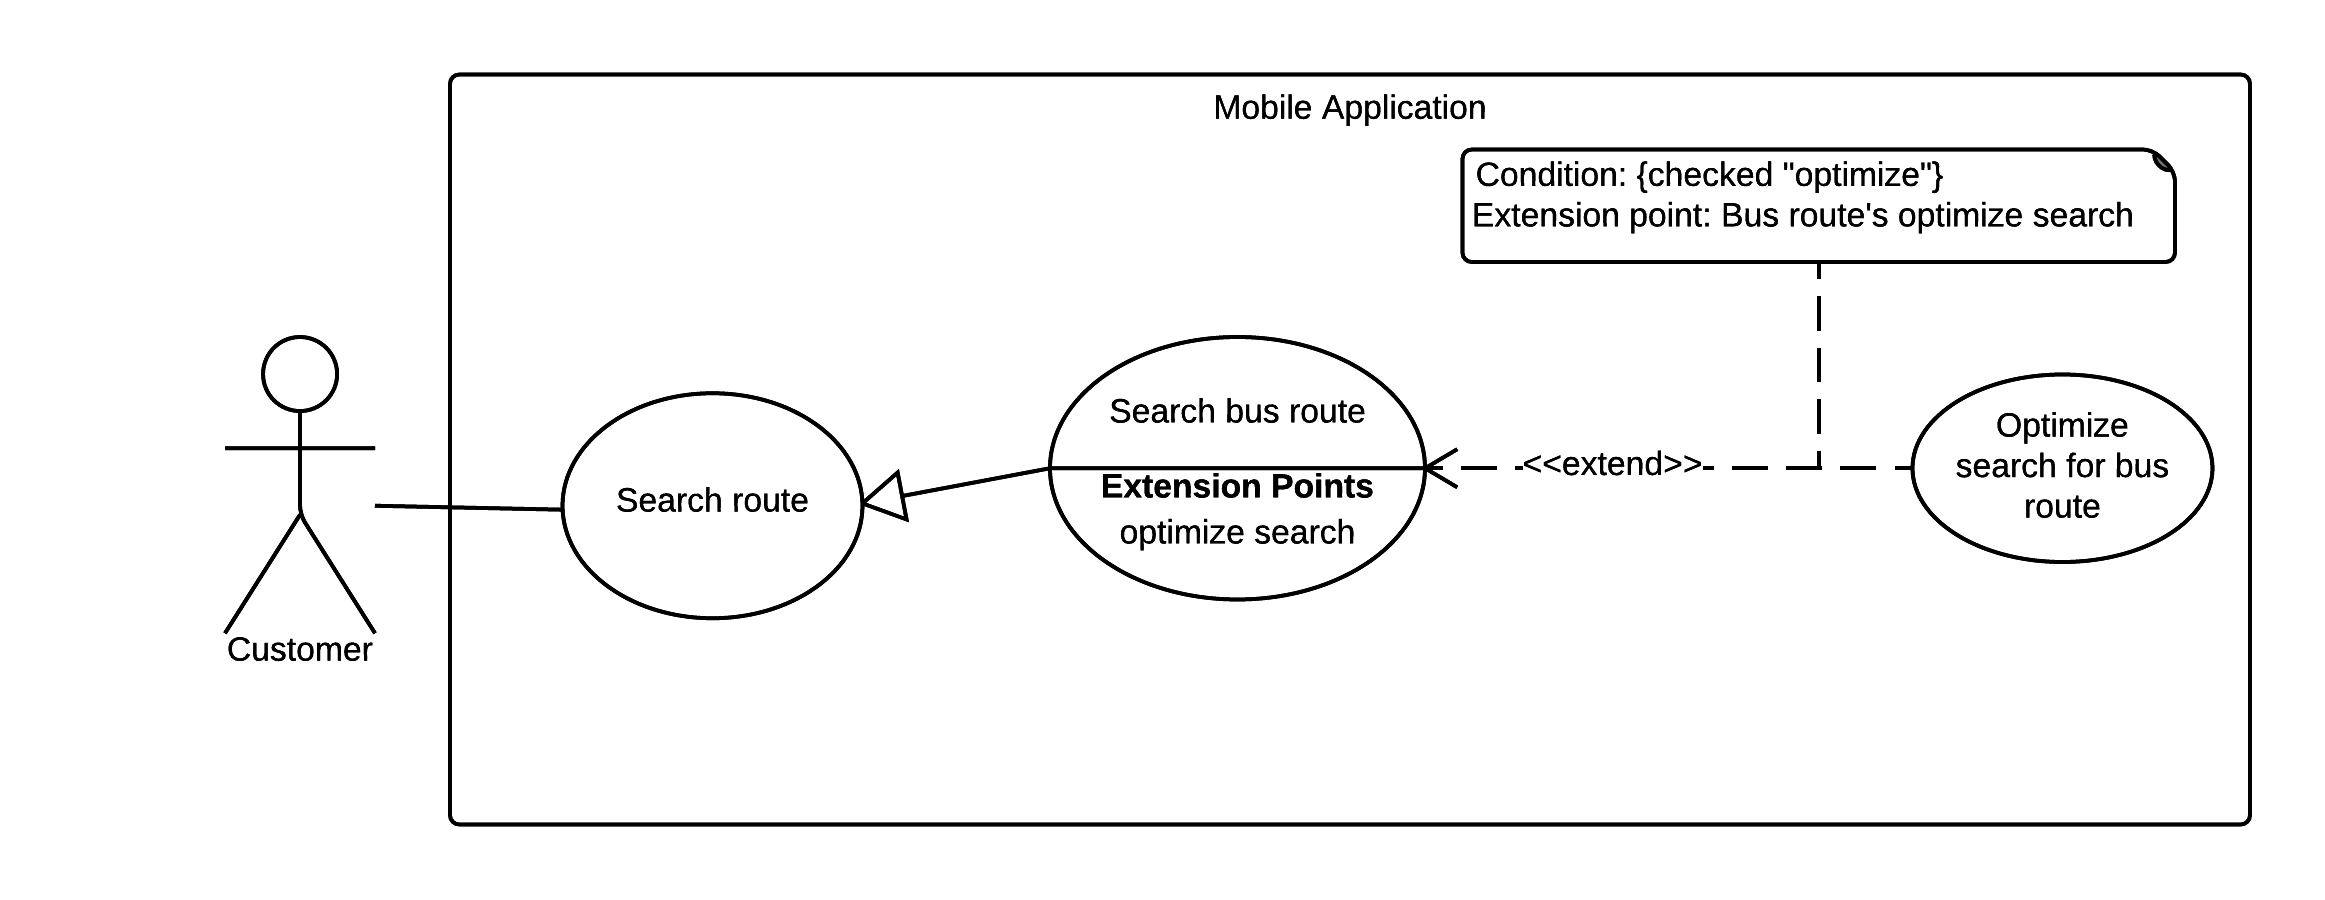 Mobile Application
Condition: {checked "optimize"}
Extension point: Bus route's optimize search
Search bus route
Extension Points
optimize search
<<extend>>
Optimize
search for bus
route
Search route
Customer